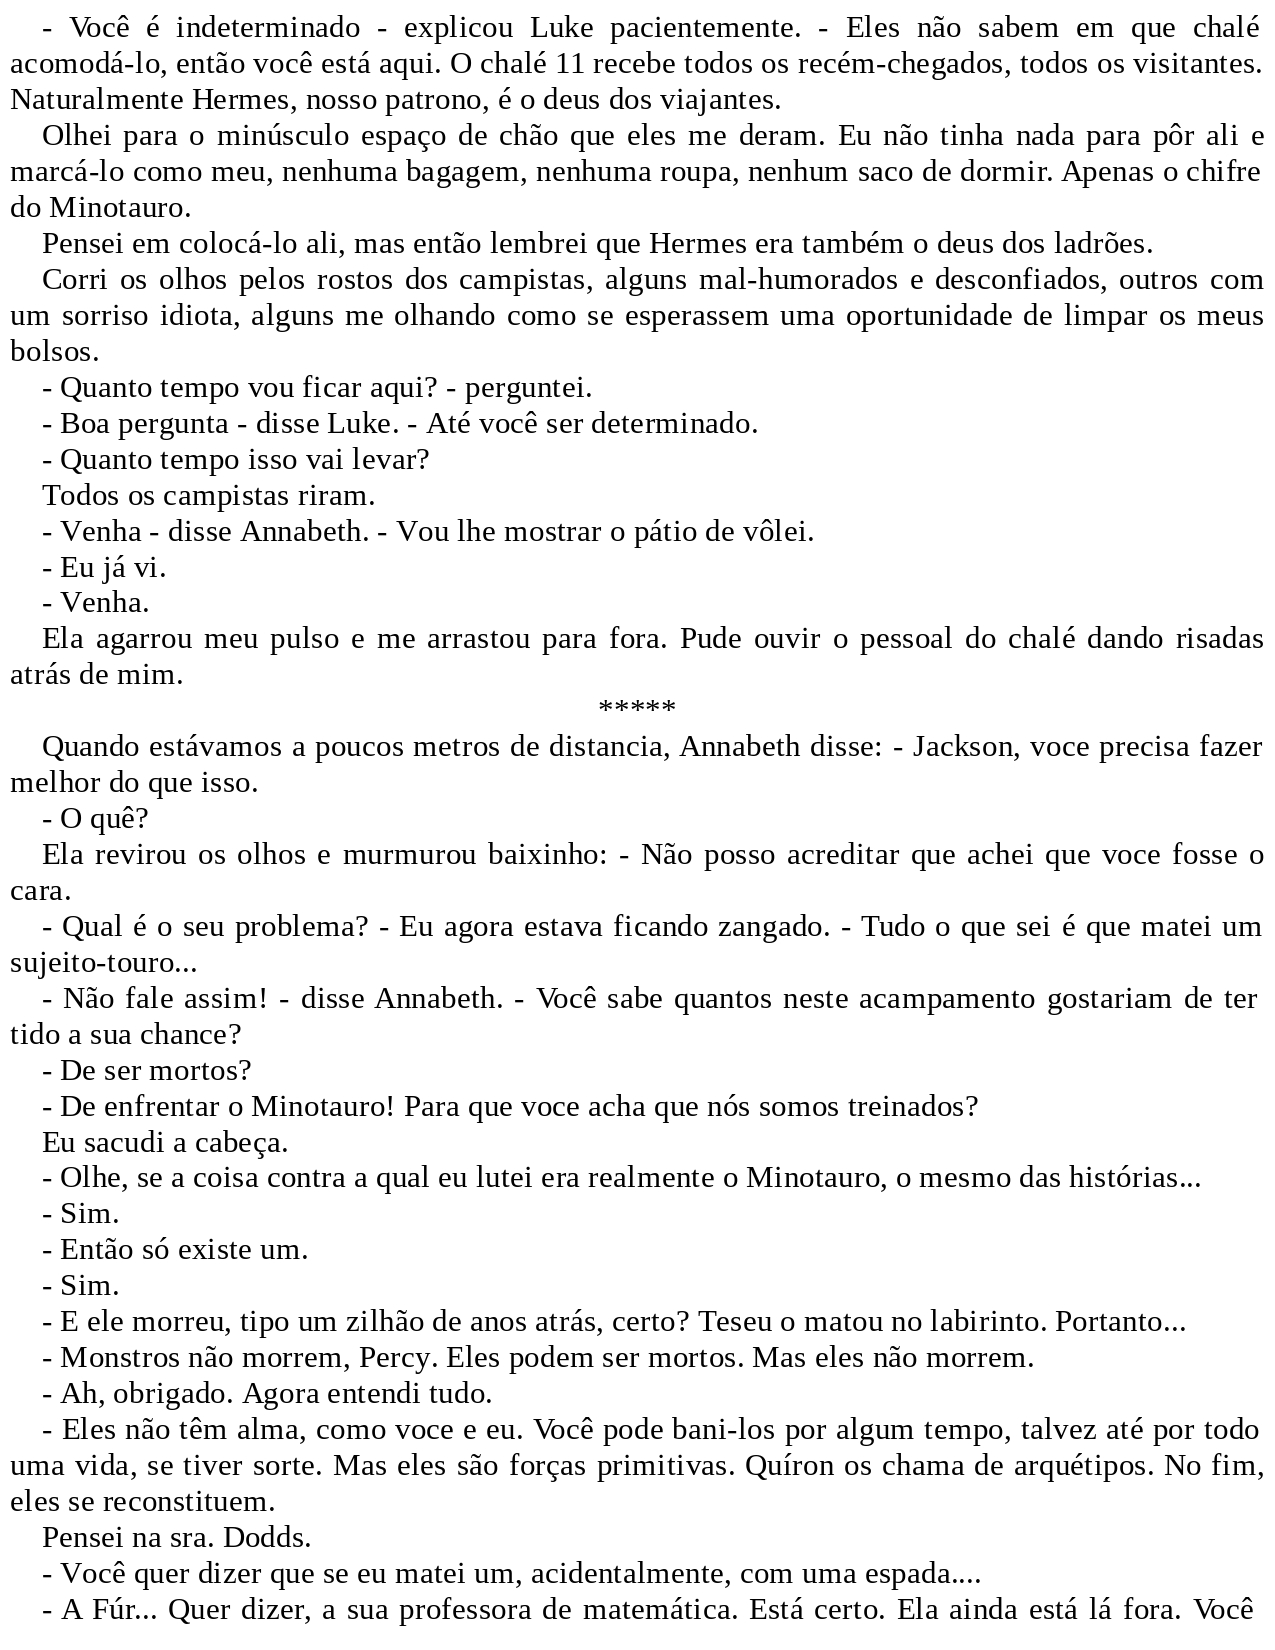 - Você é indeterminado - explicou Luke pacientemente. - Eles não sabem em que chalé
acomodá-lo, então você está aqui. O chalé 11 recebe todos os recém-chegados, todos os visitantes.
Naturalmente Hermes, nosso patrono, é o deus dos viajantes.
Olhei para o minúsculo espaço de chão que eles me deram. Eu não tinha nada para pôr ali e
marcá-lo como meu, nenhuma bagagem, nenhuma roupa, nenhum saco de dormir. Apenas o chifre
do Minotauro.
Pensei em colocá-lo ali, mas então lembrei que Hermes era também o deus dos ladrões.
Corri os olhos pelos rostos dos campistas, alguns mal-humorados e desconfiados, outros com
um sorriso idiota, alguns me olhando como se esperassem uma oportunidade de limpar os meus
bolsos.
- Quanto tempo vou ficar aqui? - perguntei.
- Boa pergunta - disse Luke. - Até você ser determinado.
- Quanto tempo isso vai levar?
Todos os campistas riram.
- Venha - disse Annabeth. - Vou lhe mostrar o pátio de vôlei.
- Eu já vi.
- Venha.
Ela agarrou meu pulso e me arrastou para fora. Pude ouvir o pessoal do chalé dando risadas
atrás de mim.
*****
Quando estávamos a poucos metros de distancia, Annabeth disse: - Jackson, voce precisa fazer
melhor do que isso.
- O quê?
Ela revirou os olhos e murmurou baixinho: - Não posso acreditar que achei que voce fosse o
cara.
- Qual é o seu problema? - Eu agora estava ficando zangado. - Tudo o que sei é que matei um
sujeito-touro...
- Não fale assim! - disse Annabeth. - Você sabe quantos neste acampamento gostariam de ter
tido a sua chance?
- De ser mortos?
- De enfrentar o Minotauro! Para que voce acha que nós somos treinados?
Eu sacudi a cabeça.
- Olhe, se a coisa contra a qual eu lutei era realmente o Minotauro, o mesmo das histórias...
- Sim.
- Então só existe um.
- Sim.
- E ele morreu, tipo um zilhão de anos atrás, certo? Teseu o matou no labirinto. Portanto...
- Monstros não morrem, Percy. Eles podem ser mortos. Mas eles não morrem.
- Ah, obrigado. Agora entendi tudo.
- Eles não têm alma, como voce e eu. Você pode bani-los por algum tempo, talvez até por todo
uma vida, se tiver sorte. Mas eles são forças primitivas. Quíron os chama de arquétipos. No fim,
eles se reconstituem.
Pensei na sra. Dodds.
- Você quer dizer que se eu matei um, acidentalmente, com uma espada....
- A Fúr... Quer dizer, a sua professora de matemática. Está certo. Ela ainda está lá fora. Você